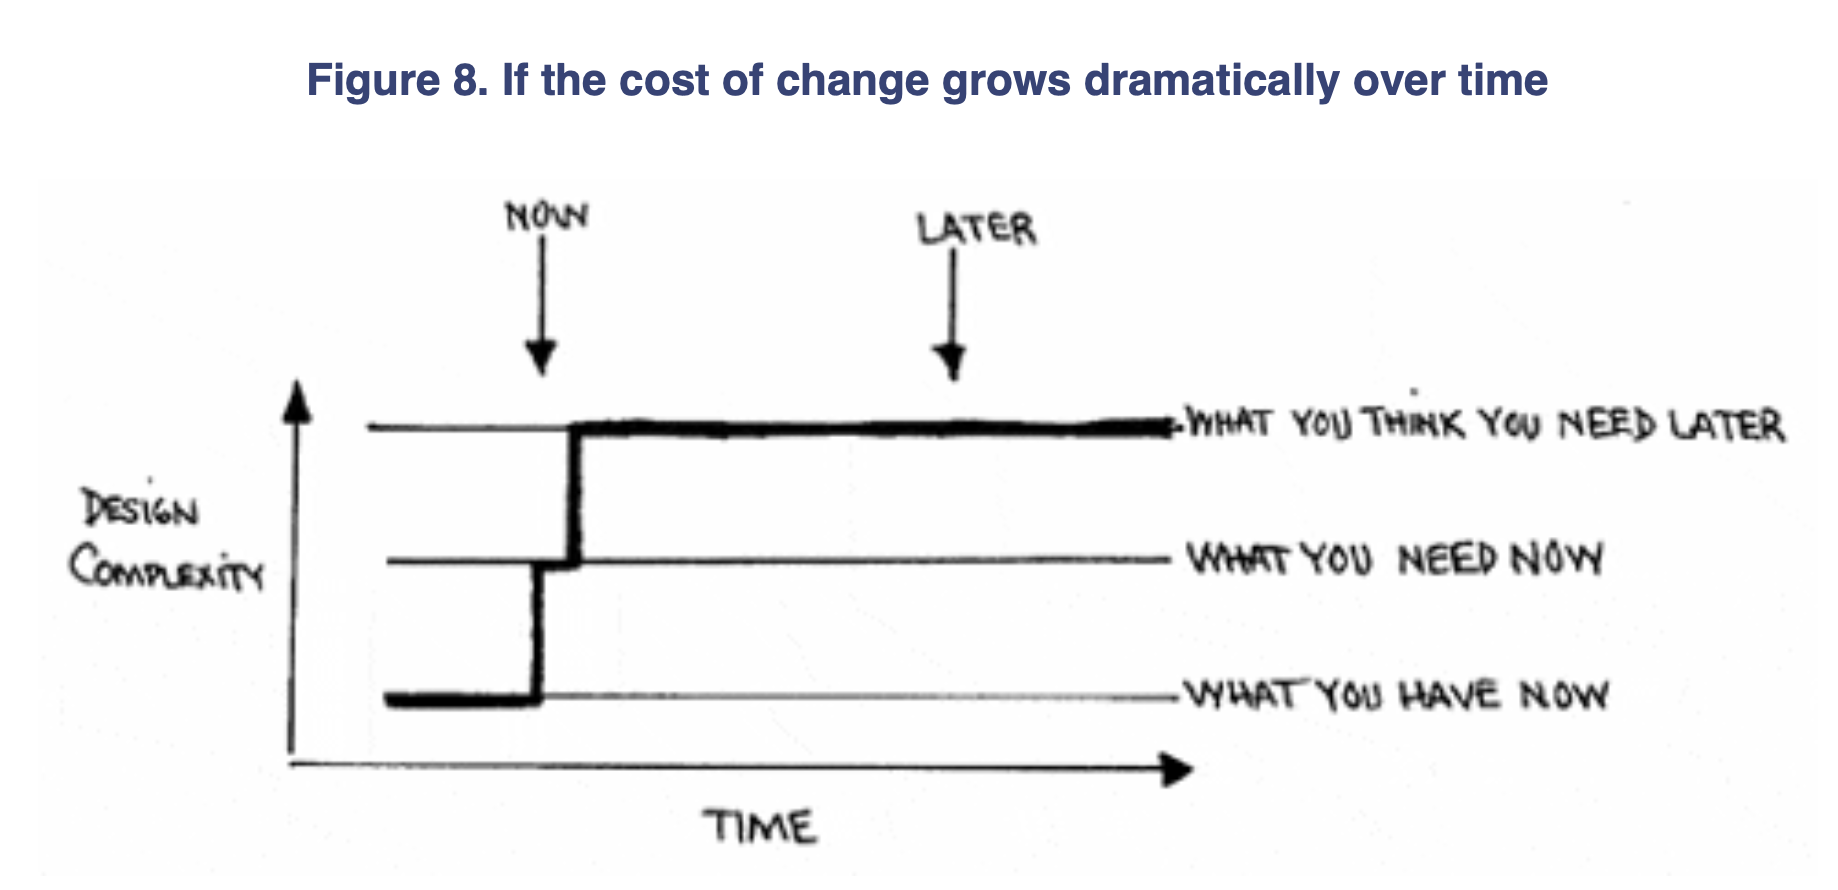 Figure 8. If the cost of change grows dramatically over time
NOW
LATER
WHAT YOU THINK YOU NEED LATER
DESIGN
COMPLEXITY
WHAT YOU NEED NOW
WHAT YOU HAVE NOW
TIME